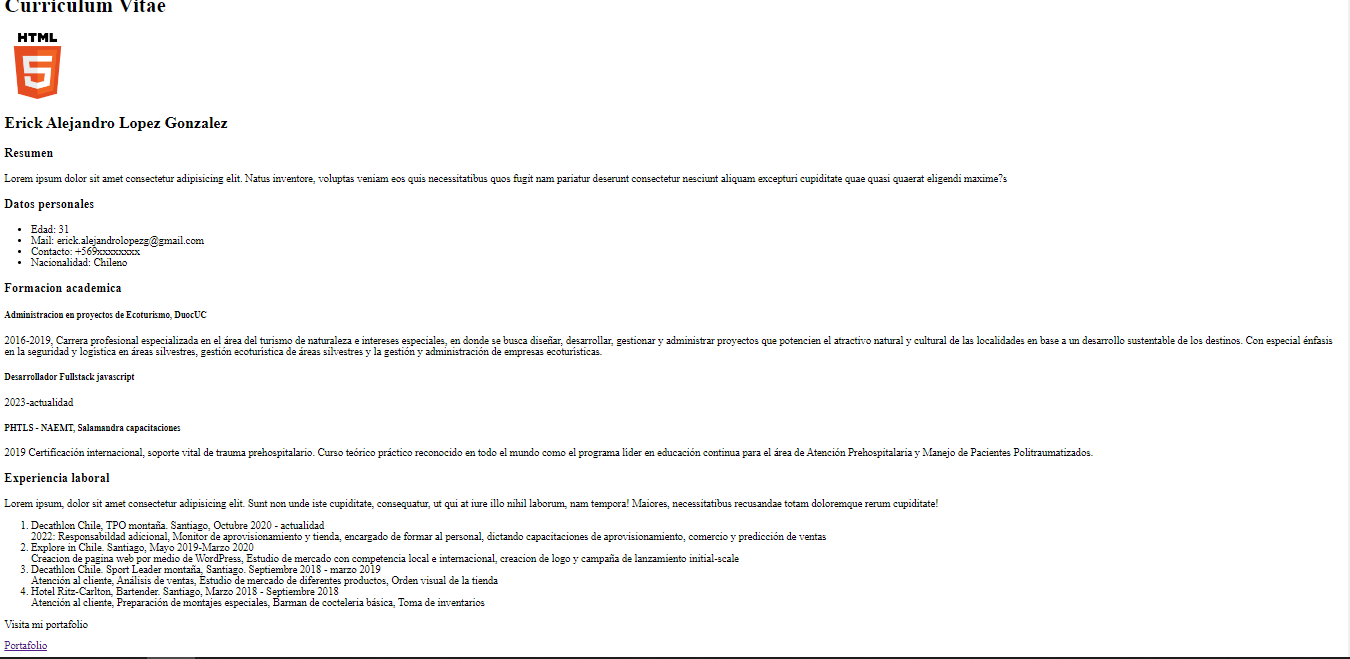 Curriculum Vitae
HTML
5
Erick Alejandro Lopez Gonzalez
Resumen
Lorem ipsum dolor sit amet consectetur adipisicing elit. Natus inventore, voluptas veniam eos quis necessitatibus quos fugit nam pariatur deserunt consectetur nesciunt aliquam excepturi cupiditate quae quasi quaerat eligendi maxime?s
Datos personales
• Edad: 31
• Mail: erick.alejandrolopezg@gmail.com
• Contacto: +569xxxxxxxx
• Nacionalidad: Chileno
Formacion academica
Administracion en proyectos de Ecoturismo, DuocUC
2016-2019, Carrera profesional especializada en el área del turismo de naturaleza e intereses especiales, en donde se busca diseñar, desarrollar, gestionar y administrar proyectos que potencien el atractivo natural y cultural de las localidades en base a un desarrollo sustentable de los destinos. Con especial énfasis
en la seguridad y logística en áreas silvestres, gestión ecoturística de áreas silvestres y la gestión y administración de empresas ecoturísticas.
Desarrollador Fullstack javascript
2023-actualidad
PHTLS - NAEMT, Salamandra capacitaciones
2019 Certificación internacional, soporte vital de trauma prehospitalario. Curso teórico práctico reconocido en todo el mundo como el programa líder en educación continua para el área de Atención Prehospitalaria y Manejo de Pacientes Politraumatizados.
Experiencia laboral
Lorem ipsum, dolor sit amet consectetur adipisicing elit. Sunt non unde iste cupiditate, consequatur, ut qui at iure illo nihil laborum, nam tempora! Maiores, necessitatibus recusandae totam doloremque rerum cupiditate!
1. Decathlon Chile, TPO montaña. Santiago, Octubre 2020 - actualidad
2022: Responsabildad adicional, Monitor de aprovisionamiento y tienda, encargado de formar al personal, dictando capacitaciones de aprovisionamiento, comercio y predicción de ventas
2. Explore in Chile. Santiago, Mayo 2019-Marzo 2020
Creacion de pagina web por medio de WordPress, Estudio de mercado con competencia local e internacional, creacion de logo y campaña de lanzamiento initial-scale
3. Decathlon Chile. Sport Leader montaña, Santiago. Septiembre 2018 - marzo 2019
Atención al cliente, Análisis de ventas, Estudio de mercado de diferentes productos, Orden visual de la tienda
4. Hotel Ritz-Carlton, Bartender. Santiago, Marzo 2018 - Septiembre 2018
Atención al cliente, Preparación de montajes especiales, Barman de coctelería básica, Toma de inventarios
Visita mi portafolio
Portafolio